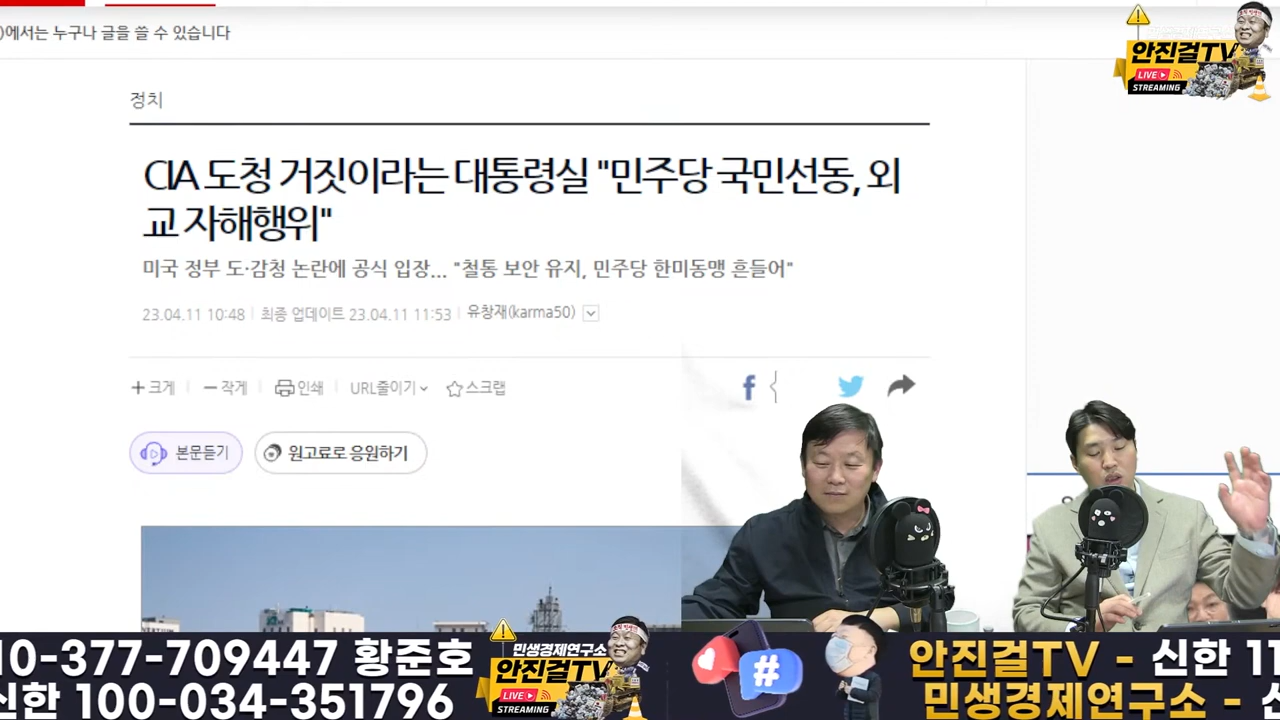 )에서는 누구나 글을 쓸 수 있습니다
안진걸TV
LIVE
STREAMING
정치
CIA 도청 거짓이라는 대통령실 "민주당 국민선동, 외
교 자해행위"
미국 정부 도·감청 논란에 공식 입장... "철통 보안 유지, 민주당 한미동맹 흔들어"
23.04.11 10:48 최종 업데이트 23.04.11 11:53 유창재(karma50)
+ 크게 − 작게 인쇄 URL줄이기 스크랩
본문듣기 원고료로 응원하기
10-377-709447 황준호
신한 100-034-351796
민생경제연구소
안진걸TV
LIVE
STREAMING
#
안진걸TV - 신한 11
민생경제연구소 - 신